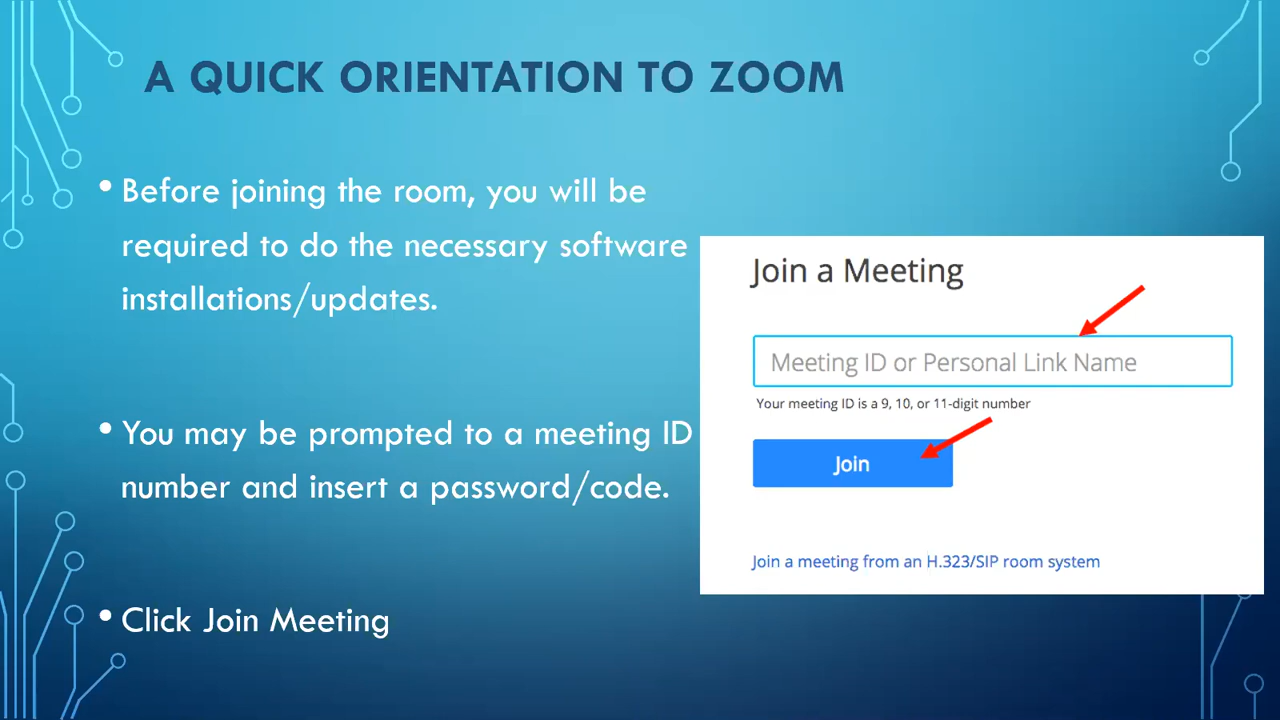 A QUICK ORIENTATION TO ZOOM
• Before joining the room, you will be
required to do the necessary software
installations/updates.
• You may be prompted to a meeting ID
number and insert a password/code.
• Click Join Meeting
Join a Meeting
Meeting ID or Personal Link Name
Your meeting ID is a 9, 10, or 11-digit number
Join
Join a meeting from an H.323/SIP room system